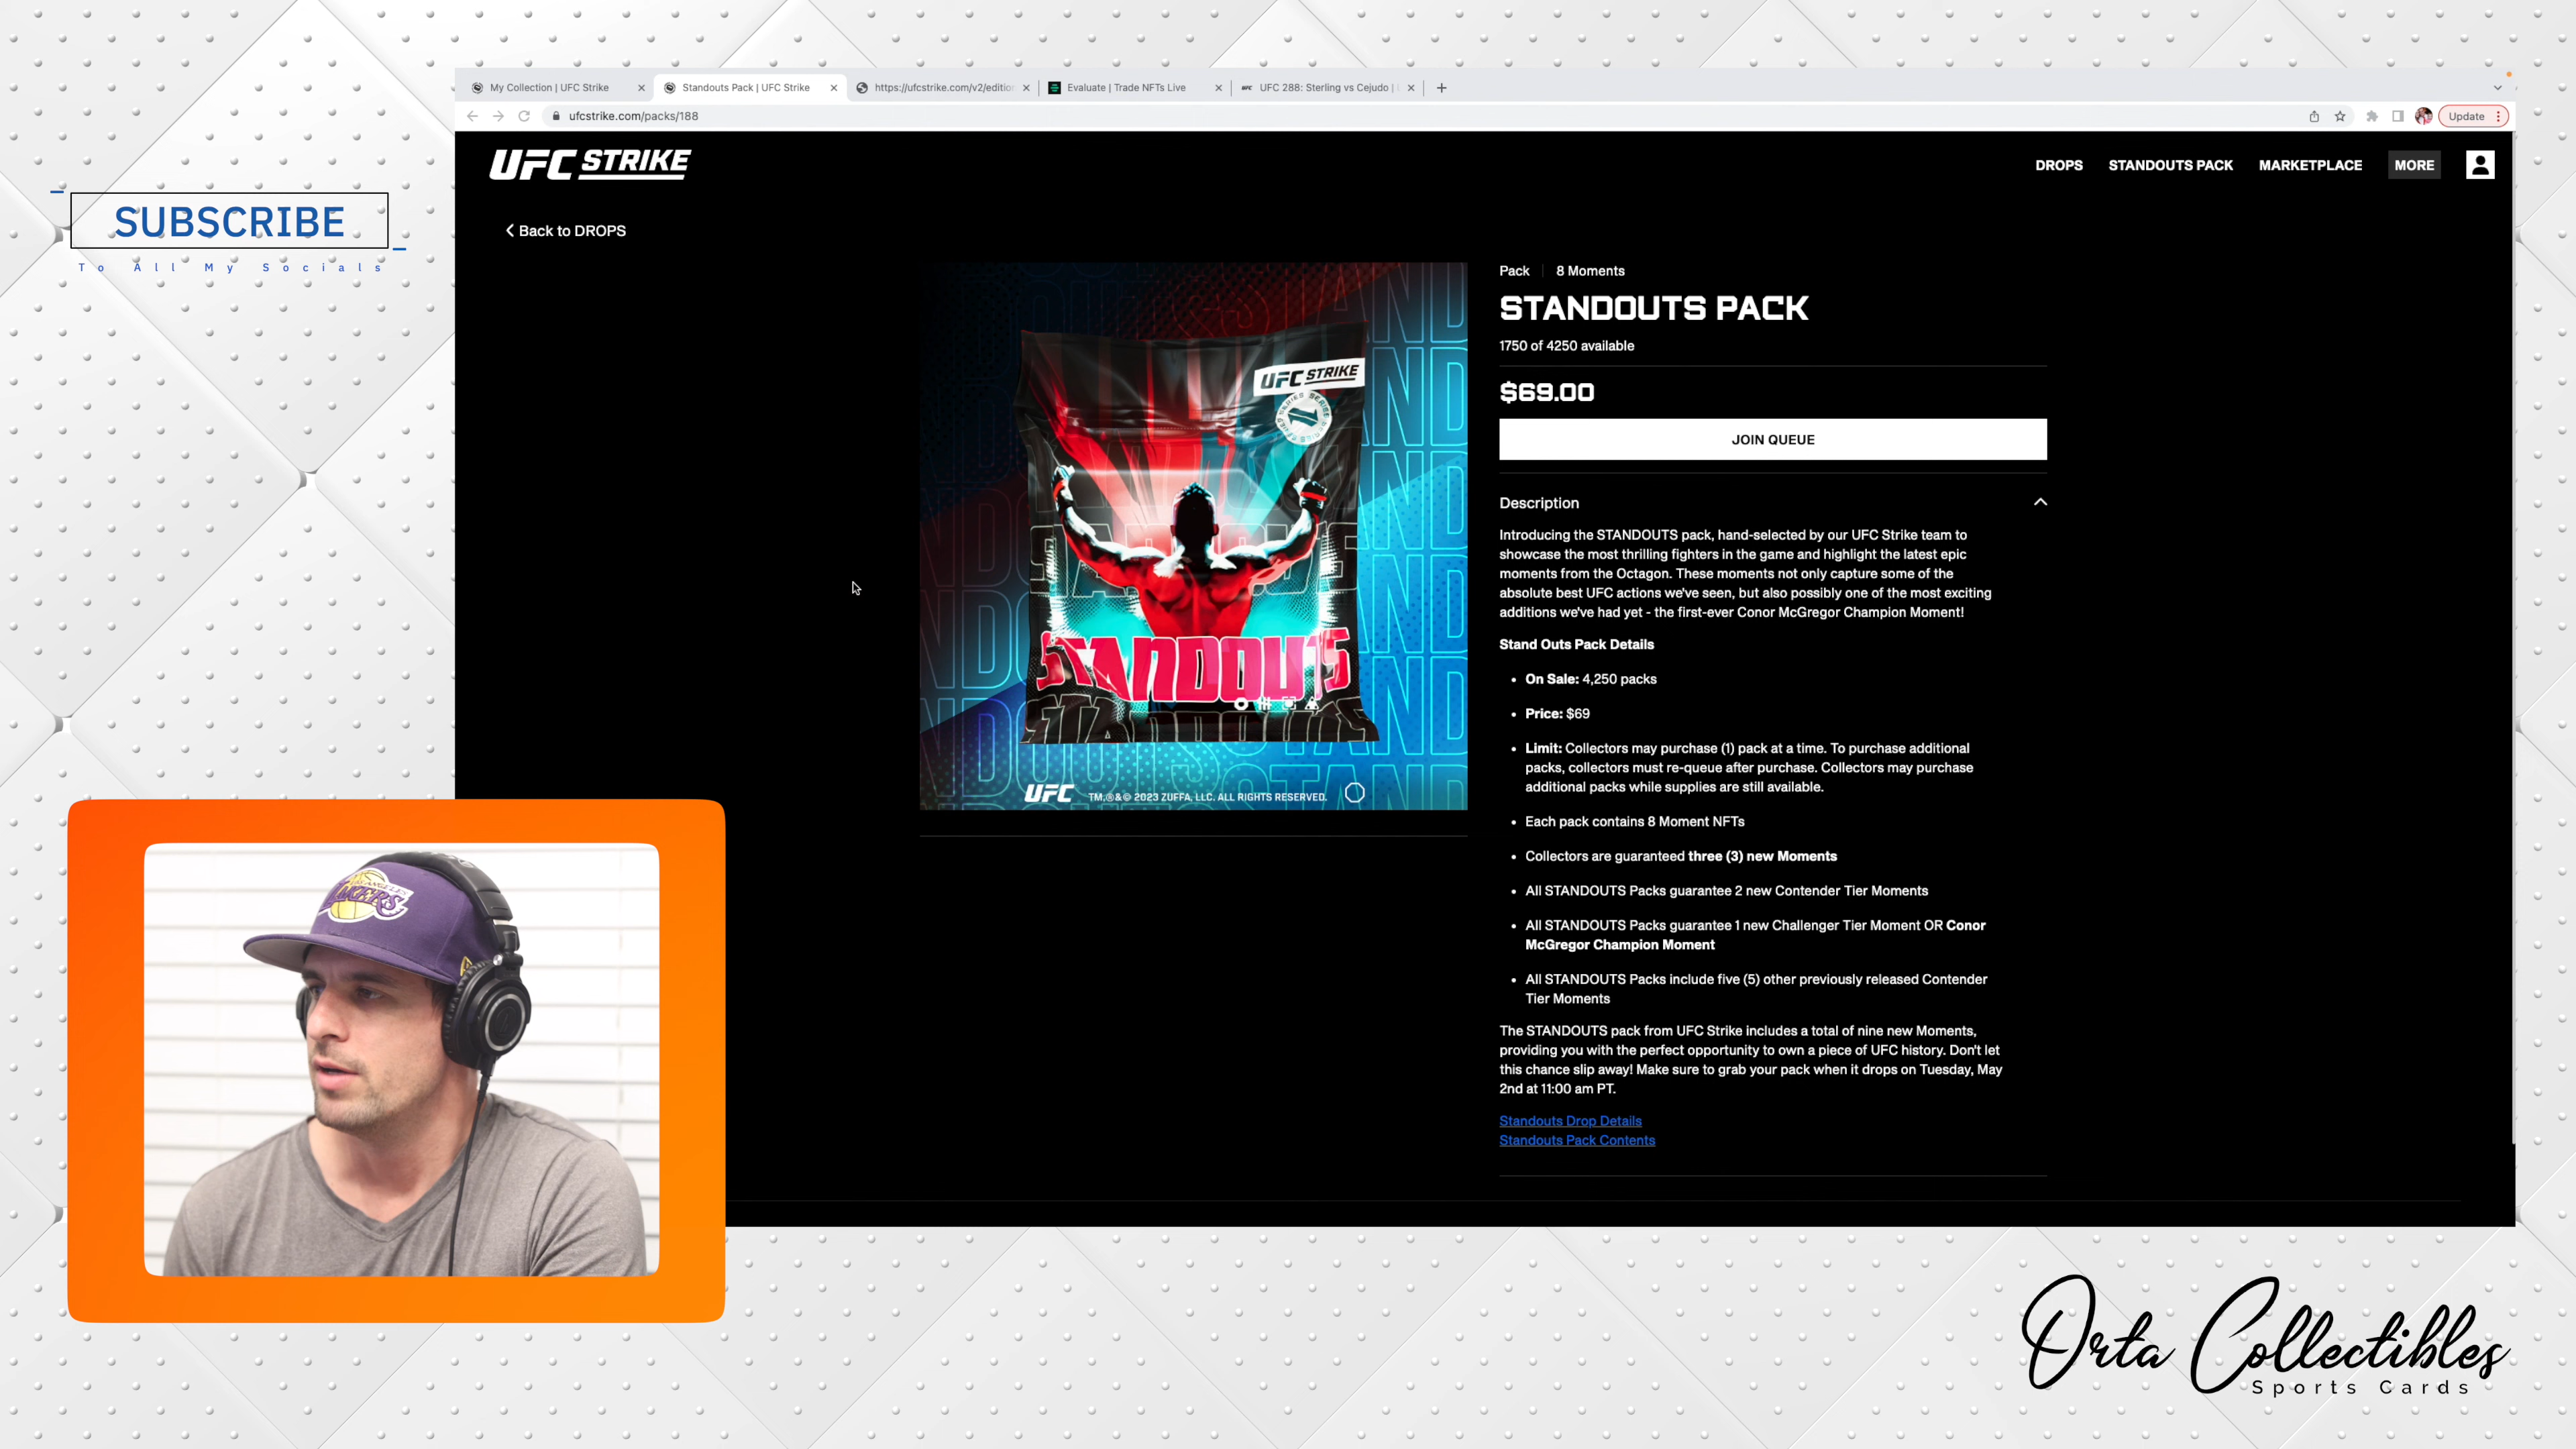 My Collection | UFC Strike
Standouts Pack | UFC Strike
https://ufcstrike.com/v2/edition
Evaluate | Trade NFTs Live
UFC 288: Sterling vs Cejudo |
ufcstrike.com/packs/188
Update
UFC STRIKE
DROPS
STANDOUTS PACK
MARKETPLACE
MORE
SUBSCRIBE
To All My Socials
Back to DROPS
UFC STRIKE
STANDOUTS
UFC
TM,®&© 2023 ZUFFA, LLC. ALL RIGHTS RESERVED.
Pack | 8 Moments
STANDOUTS PACK
1750 of 4250 available
$69.00
JOIN QUEUE
Description
Introducing the STANDOUTS pack, hand-selected by our UFC Strike team to
showcase the most thrilling fighters in the game and highlight the latest epic
moments from the Octagon. These moments not only capture some of the
absolute best UFC actions we've seen, but also possibly one of the most exciting
additions we've had yet - the first-ever Conor McGregor Champion Moment!
Stand Outs Pack Details
• On Sale: 4,250 packs
• Price: $69
• Limit: Collectors may purchase (1) pack at a time. To purchase additional
packs, collectors must re-queue after purchase. Collectors may purchase
additional packs while supplies are still available.
• Each pack contains 8 Moment NFTs
• Collectors are guaranteed three (3) new Moments
• All STANDOUTS Packs guarantee 2 new Contender Tier Moments
• All STANDOUTS Packs guarantee 1 new Challenger Tier Moment OR Conor
McGregor Champion Moment
• All STANDOUTS Packs include five (5) other previously released Contender
Tier Moments
The STANDOUTS pack from UFC Strike includes a total of nine new Moments,
providing you with the perfect opportunity to own a piece of UFC history. Don't let
this chance slip away! Make sure to grab your pack when it drops on Tuesday, May
2nd at 11:00 am PT.
Standouts Drop Details
Standouts Pack Contents
LOS ANGELES
LAKERS
Orta Collectibles
Sports Cards